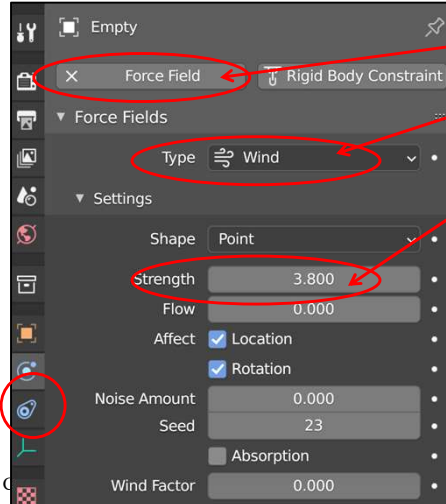 Empty
Force Field Rigid Body Constraint
Force Fields
Type Wind
Settings
Shape Point
Strength 3.800
Flow 0.000
Affect Location
Rotation
Noise Amount 0.000
Seed 23
Absorption
Wind Factor 0.000